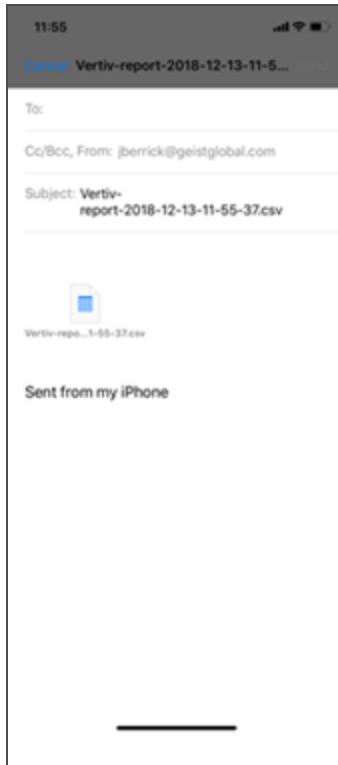 11:55
Cancel Vertiv-report-2018-12-13-11-5... Send
To:
Cc/Bcc, From: jberrick@geistglobal.com
Subject: Vertiv-
report-2018-12-13-11-55-37.csv
Vertiv-repo...1-55-37.csv
Sent from my iPhone